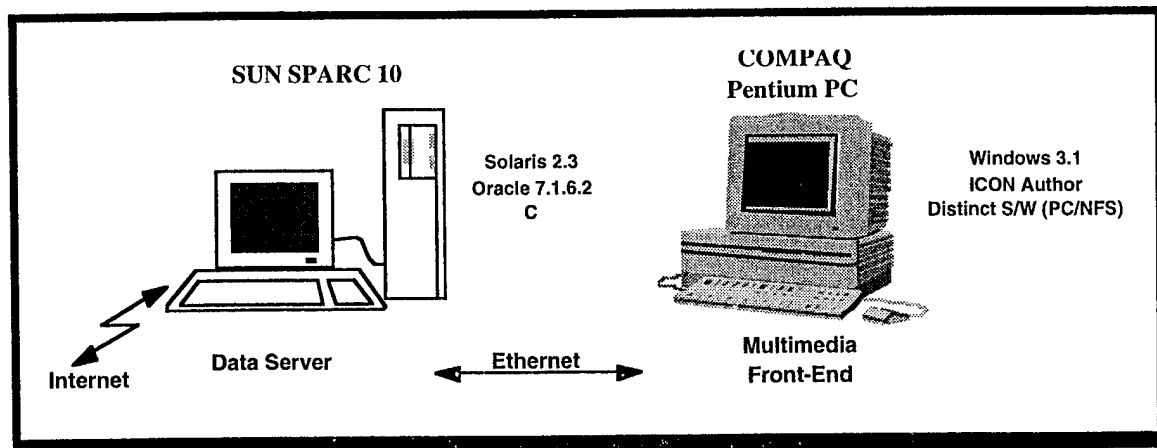 SUN SPARC 10
Solaris 2.3
Oracle 7.1.6.2
C
Data Server
Internet
Ethernet
COMPAQ
Pentium PC
Windows 3.1
ICON Author
Distinct S/W (PC/NFS)
Multimedia
Front-End